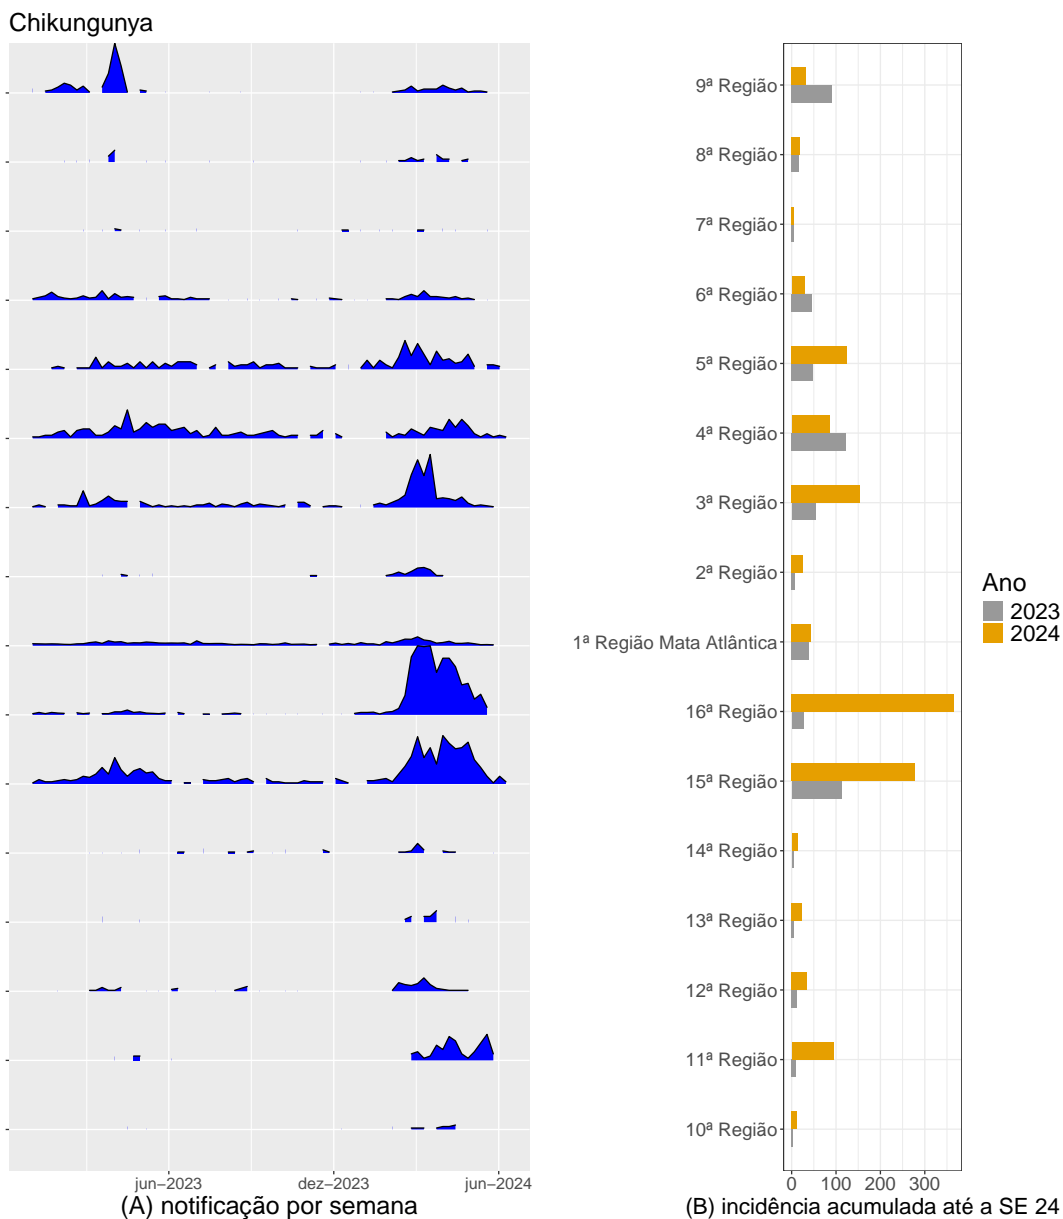 Chikungunya
9ª Região
8ª Região
7ª Região
6ª Região
5ª Região
4ª Região
3ª Região
2ª Região
1ª Região Mata Atlântica
16ª Região
15ª Região
14ª Região
13ª Região
12ª Região
11ª Região
10ª Região
Ano
2023
2024
jun−2023 dez−2023 jun−2024
0 100 200 300
(A) notificação por semana
(B) incidência acumulada até a SE 24